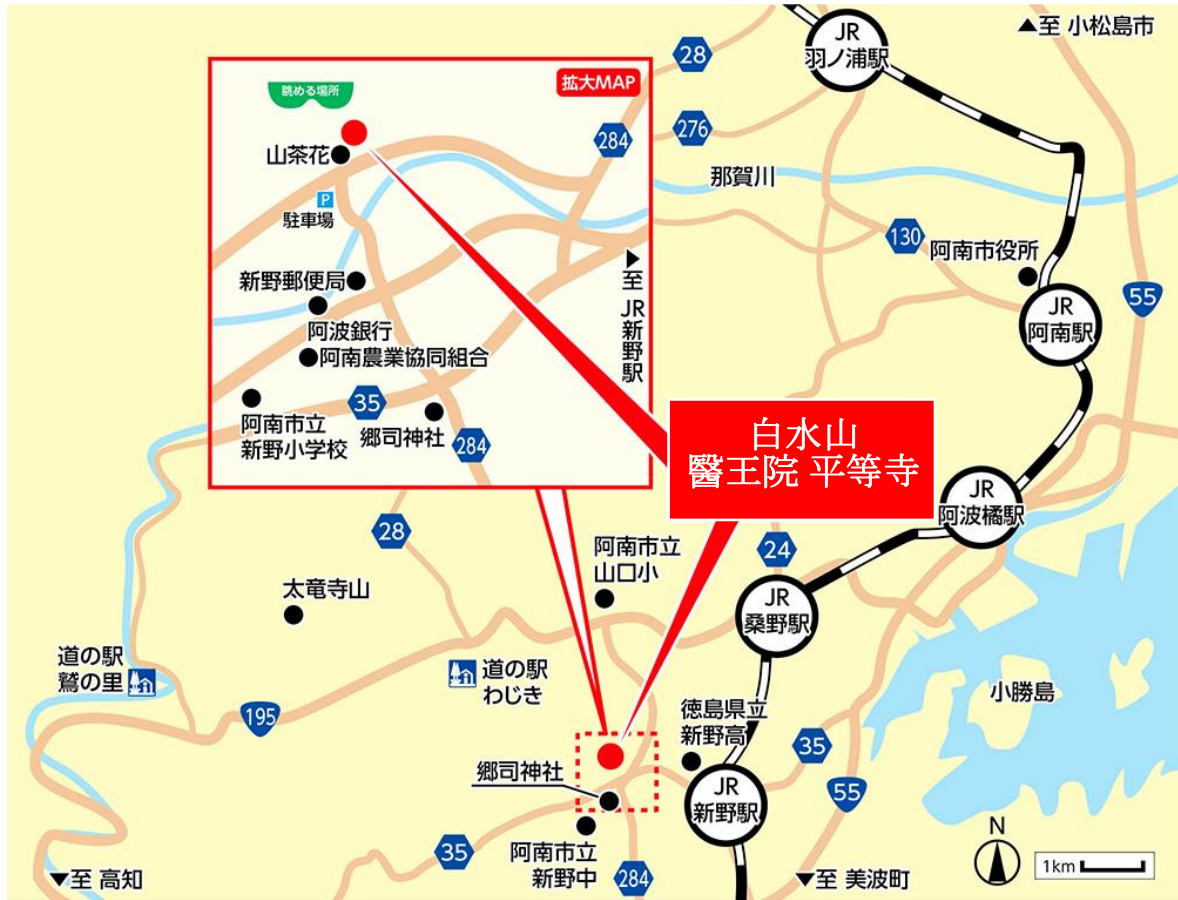 JR
羽ノ浦駅
▲至 小松島市
28
276
拡大MAP
眺める場所
284
山茶花
P
駐車場
新野郵便局
阿波銀行
阿南農業協同組合
35
阿南市立
新野小学校
郷司神社
284
▶至 JR新野駅
那賀川
130
阿南市役所
55
JR
阿南駅
白水山
醫王院 平等寺
JR
阿波橘駅
28
阿南市立
山口小
24
太竜寺山
JR
桑野駅
道の駅
鷲の里
道の駅
わじき
195
徳島県立
新野高
小勝島
35
郷司神社
JR
新野駅
55
35
阿南市立
新野中
284
N
1km
▼至 高知
▼至 美波町